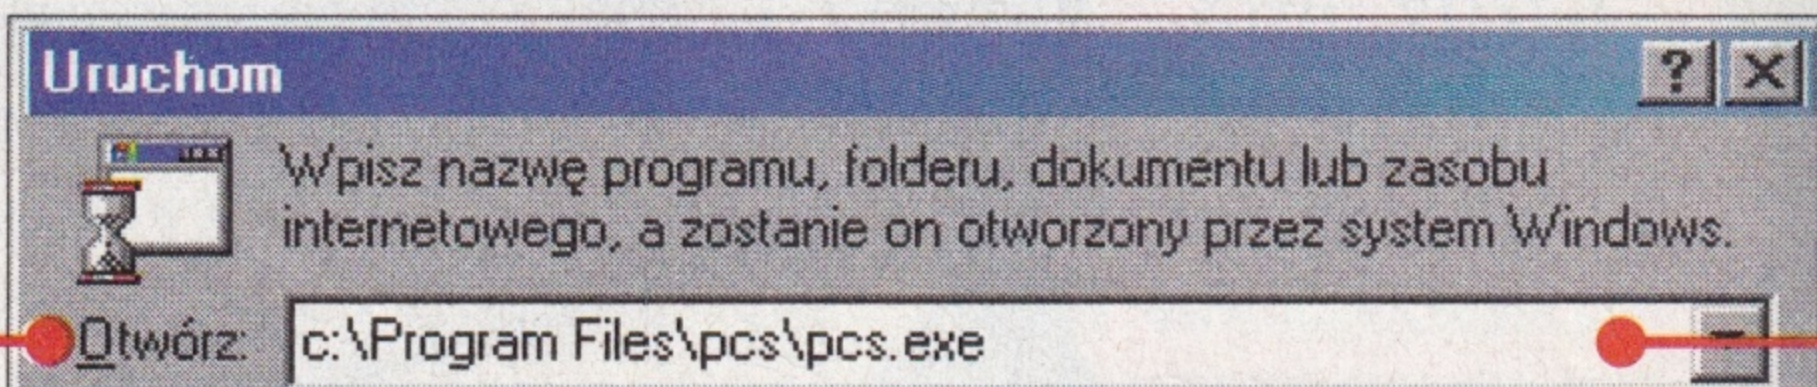 Uruchom
Wpisz nazwę programu, folderu, dokumentu lub zasobu
internetowego, a zostanie on otworzony przez system Windows.
Otwórz: c:\Program Files\pcs\pcs.exe